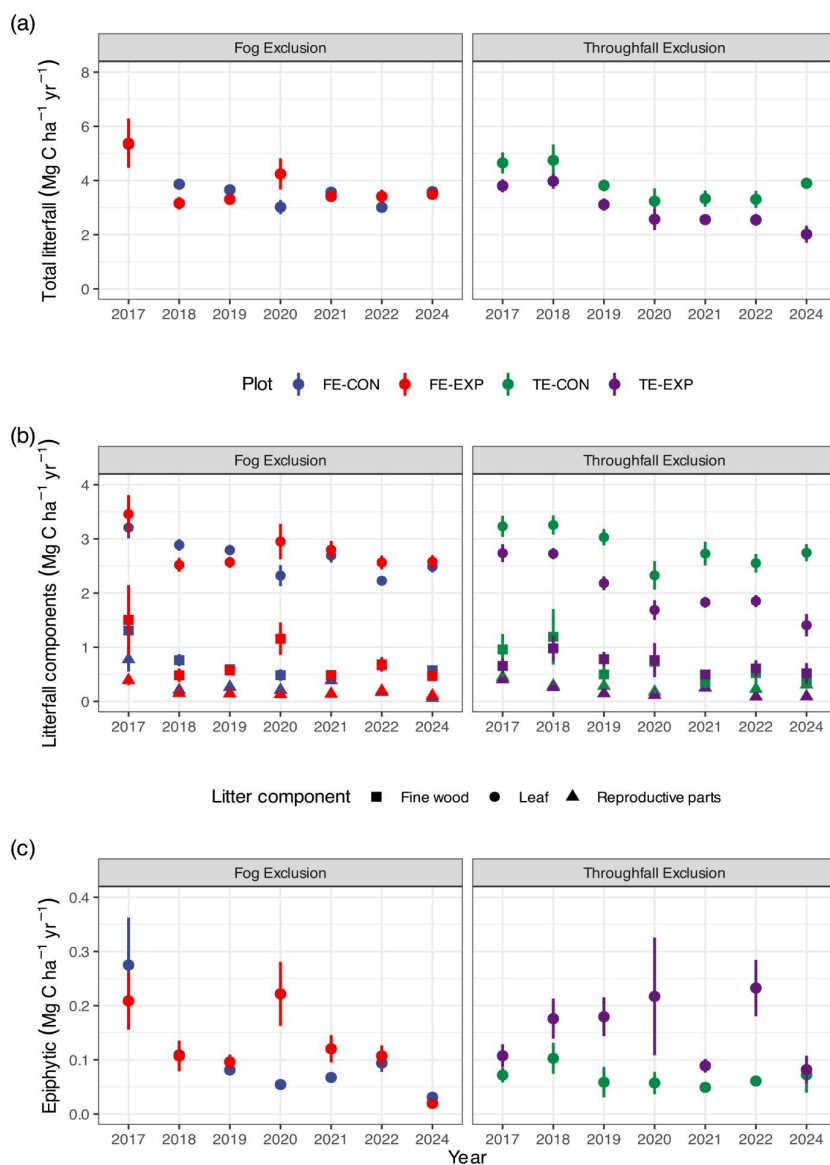 (a)
Fog Exclusion Throughfall Exclusion
Total litterfall (Mg C ha⁻¹ yr⁻¹)
8
6
4
2
0
2017 2018 2019 2020 2021 2022 2024 2017 2018 2019 2020 2021 2022 2024
Plot FE-CON FE-EXP TE-CON TE-EXP
(b)
Fog Exclusion Throughfall Exclusion
Litterfall components (Mg C ha⁻¹ yr⁻¹)
4
3
2
1
0
2017 2018 2019 2020 2021 2022 2024 2017 2018 2019 2020 2021 2022 2024
Litter component Fine wood Leaf Reproductive parts
(c)
Fog Exclusion Throughfall Exclusion
Epiphytic (Mg C ha⁻¹ yr⁻¹)
0.4
0.3
0.2
0.1
0.0
2017 2018 2019 2020 2021 2022 2024 2017 2018 2019 2020 2021 2022 2024
Year